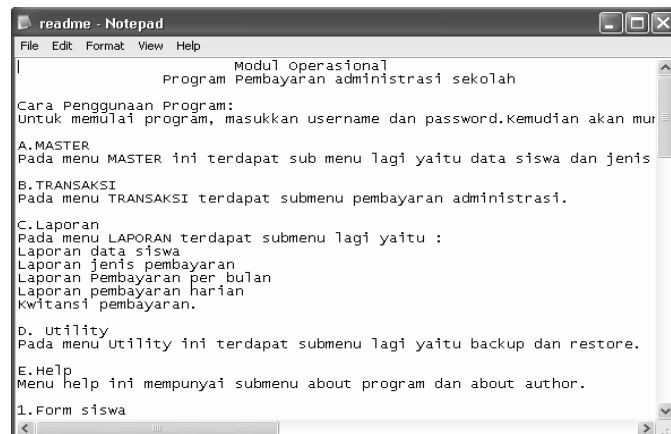 readme - Notepad
File Edit Format View Help
Modul Operasional
Program Pembayaran administrasi sekolah
Cara Penggunaan Program:
Untuk memulai program, masukkan username dan password.Kemudian akan mur
A.MASTER
Pada menu MASTER ini terdapat sub menu lagi yaitu data siswa dan jenis
B.TRANSAKSI
Pada menu TRANSAKSI terdapat submenu pembayaran administrasi.
C.Laporan
Pada menu LAPORAN terdapat submenu lagi yaitu :
Laporan data siswa
Laporan jenis pembayaran
Laporan Pembayaran per bulan
Laporan pembayaran harian
Kwitansi pembayaran.
D. Utility
Pada menu Utility ini terdapat submenu lagi yaitu backup dan restore.
E.Help
Menu help ini mempunyai submenu about program dan about author.
1.Form siswa